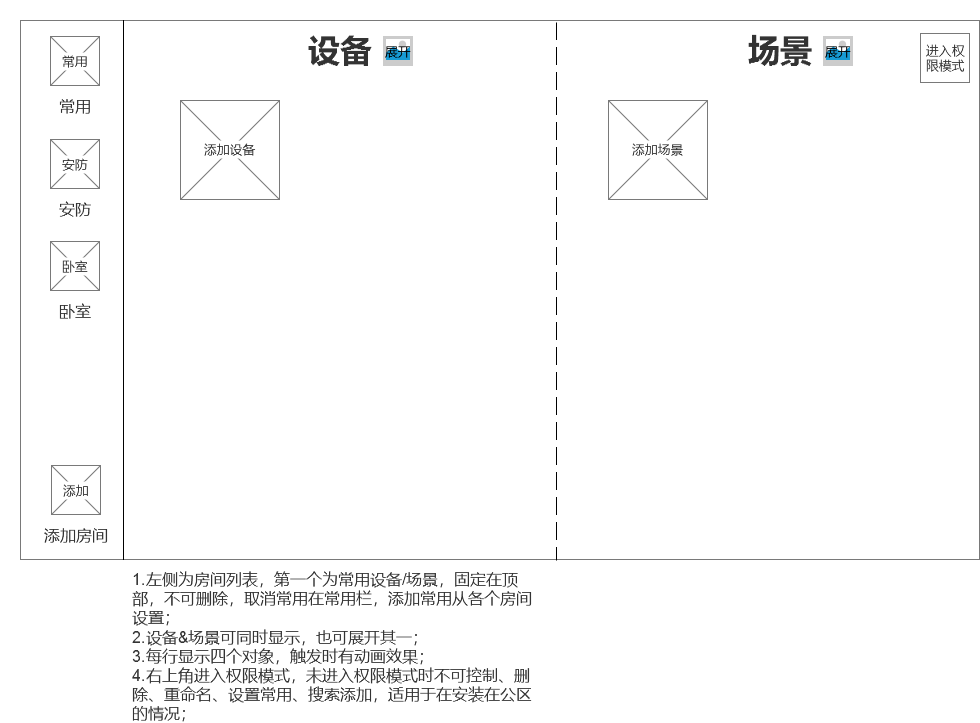 设备 展开
场景 展开
进入权
限模式
常用
常用
安防
安防
卧室
卧室
添加
添加房间
添加设备
添加场景
1.左侧为房间列表，第一个为常用设备/场景，固定在顶
部，不可删除，取消常用在常用栏，添加常用从各个房间
设置；
2.设备&场景可同时显示，也可展开其一；
3.每行显示四个对象，触发时有动画效果；
4.右上角进入权限模式，未进入权限模式时不可控制、删
除、重命名、设置常用、搜索添加，适用于在安装在公区
的情况；